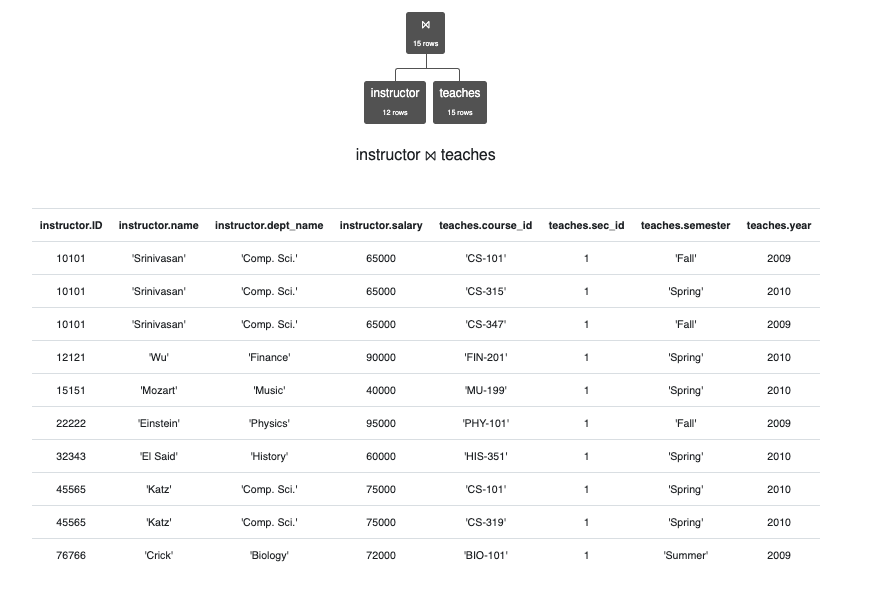 ⋈
15 rows
instructor teaches
12 rows 15 rows
instructor ⋈ teaches
instructor.ID instructor.name instructor.dept_name instructor.salary teaches.course_id teaches.sec_id teaches.semester teaches.year
10101 'Srinivasan' 'Comp. Sci.' 65000 'CS-101' 1 'Fall' 2009
10101 'Srinivasan' 'Comp. Sci.' 65000 'CS-315' 1 'Spring' 2010
10101 'Srinivasan' 'Comp. Sci.' 65000 'CS-347' 1 'Fall' 2009
12121 'Wu' 'Finance' 90000 'FIN-201' 1 'Spring' 2010
15151 'Mozart' 'Music' 40000 'MU-199' 1 'Spring' 2010
22222 'Einstein' 'Physics' 95000 'PHY-101' 1 'Fall' 2009
32343 'El Said' 'History' 60000 'HIS-351' 1 'Spring' 2010
45565 'Katz' 'Comp. Sci.' 75000 'CS-101' 1 'Spring' 2010
45565 'Katz' 'Comp. Sci.' 75000 'CS-319' 1 'Spring' 2010
76766 'Crick' 'Biology' 72000 'BIO-101' 1 'Summer' 2009